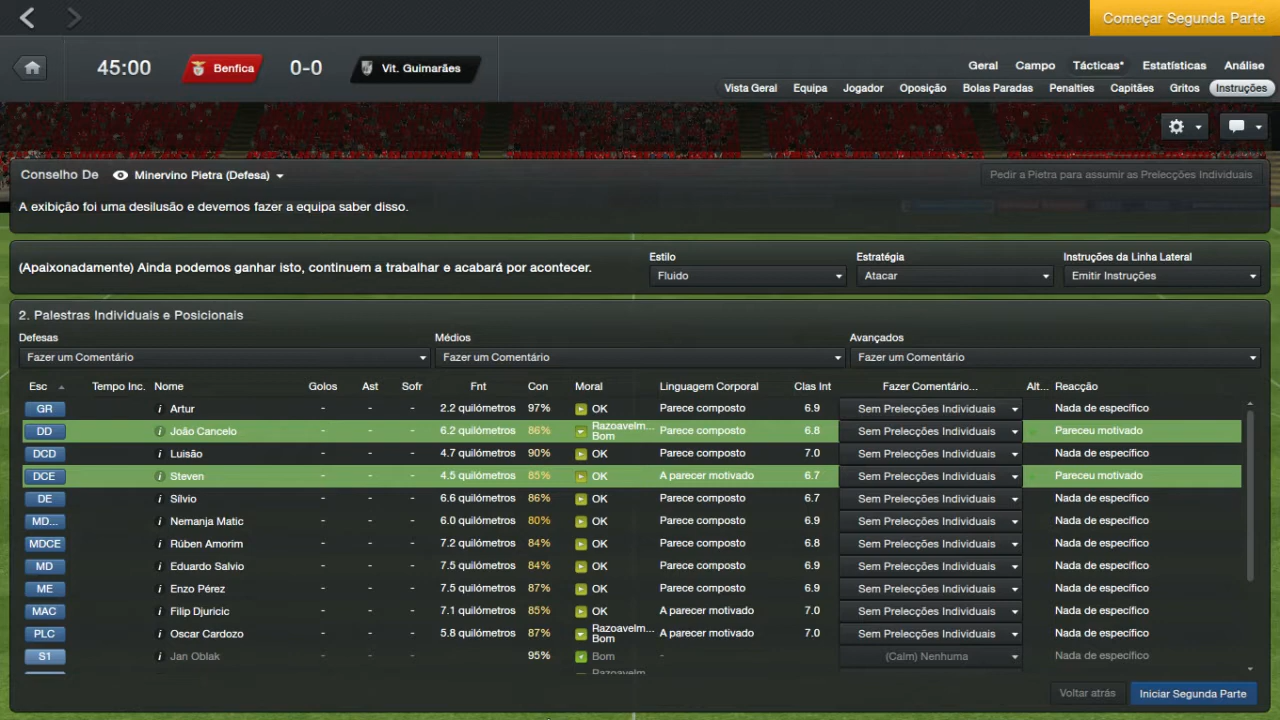 Começar Segunda Parte
45:00 Benfica 0-0 Vit. Guimarães
Geral Campo Tácticas* Estatísticas Análise
Vista Geral Equipa Jogador Oposição Bolas Paradas Penalties Capitães Gritos Instruções
Conselho De Minervino Pietra (Defesa) Pedir a Pietra para assumir as Prelecções Individuais
A exibição foi uma desilusão e devemos fazer a equipa saber disso.
Estilo Estratégia Instruções da Linha Lateral
(Apaixonadamente) Ainda podemos ganhar isto, continuem a trabalhar e acabará por acontecer. Fluido Atacar Emitir Instruções
2. Palestras Individuais e Posicionais
Defesas Médios Avançados
Fazer um Comentário Fazer um Comentário Fazer um Comentário
Esc Tempo Inc. Nome Golos Ast Sofr Fnt Con Moral Linguagem Corporal Clas Int Fazer Comentário... Alt... Reacção
GR i Artur - - - 2.2 quilómetros 97% OK Parece composto 6.9 Sem Prelecções Individuais Nada de específico
DD i João Cancelo - - - 6.2 quilómetros 86% Razoavelm... Bom Parece composto 6.8 Sem Prelecções Individuais Pareceu motivado
DCD i Luisão - - - 4.7 quilómetros 90% OK Parece composto 7.0 Sem Prelecções Individuais Nada de específico
DCE i Steven - - - 4.5 quilómetros 85% OK A parecer motivado 6.7 Sem Prelecções Individuais Pareceu motivado
DE i Sílvio - - - 6.6 quilómetros 86% OK Parece composto 6.7 Sem Prelecções Individuais Nada de específico
MD... i Nemanja Matic - - - 6.0 quilómetros 80% OK Parece composto 6.9 Sem Prelecções Individuais Nada de específico
MDCE i Rúben Amorim - - - 7.2 quilómetros 84% OK Parece composto 6.8 Sem Prelecções Individuais Nada de específico
MD i Eduardo Salvio - - - 7.5 quilómetros 84% OK Parece composto 6.9 Sem Prelecções Individuais Nada de específico
ME i Enzo Pérez - - - 7.5 quilómetros 87% OK Parece composto 6.9 Sem Prelecções Individuais Nada de específico
MAC i Filip Djuricic - - - 7.1 quilómetros 85% OK A parecer motivado 7.0 Sem Prelecções Individuais Nada de específico
PLC i Oscar Cardozo - - - 5.8 quilómetros 87% Razoavelm... Bom A parecer motivado 7.0 Sem Prelecções Individuais Nada de específico
S1 i Jan Oblak - - - 95% Bom - (Calm) Nenhuma Nada de específico
Razoavelm...
Voltar atrás Iniciar Segunda Parte